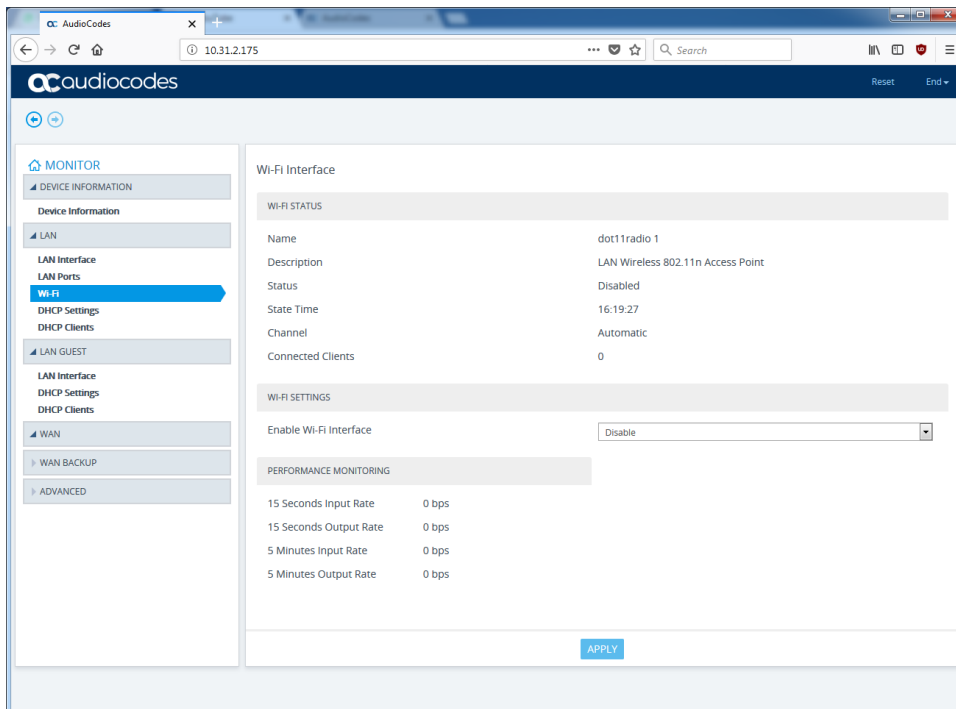 AudioCodes
10.31.2.175
Search
audiocodes
Reset
End
MONITOR
DEVICE INFORMATION
Device Information
LAN
LAN Interface
LAN Ports
Wi-Fi
DHCP Settings
DHCP Clients
LAN GUEST
LAN Interface
DHCP Settings
DHCP Clients
WAN
WAN BACKUP
ADVANCED
Wi-Fi Interface
WI-FI STATUS
Name dot11radio 1
Description LAN Wireless 802.11n Access Point
Status Disabled
State Time 16:19:27
Channel Automatic
Connected Clients 0
WI-FI SETTINGS
Enable Wi-Fi Interface Disable
PERFORMANCE MONITORING
15 Seconds Input Rate 0 bps
15 Seconds Output Rate 0 bps
5 Minutes Input Rate 0 bps
5 Minutes Output Rate 0 bps
APPLY